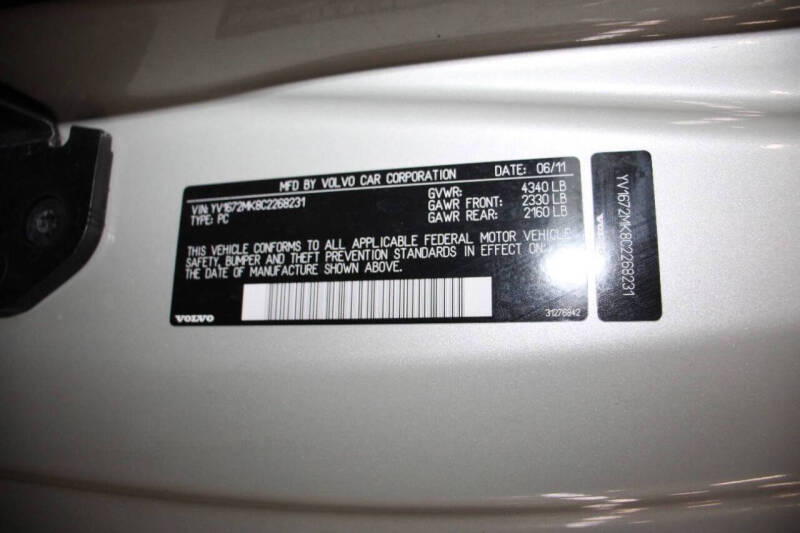 MFD BY VOLVO CAR CORPORATION DATE: 06/11
VIN: YV1672MK8C2268231 GVWR: 4340 LB
TYPE: PC GAWR FRONT: 2330 LB
GAWR REAR: 2160 LB
THIS VEHICLE CONFORMS TO ALL APPLICABLE FEDERAL MOTOR VEHICLE
SAFETY, BUMPER AND THEFT PREVENTION STANDARDS IN EFFECT ON
THE DATE OF MANUFACTURE SHOWN ABOVE.
VOLVO 31276942
YV1672MK8C2268231